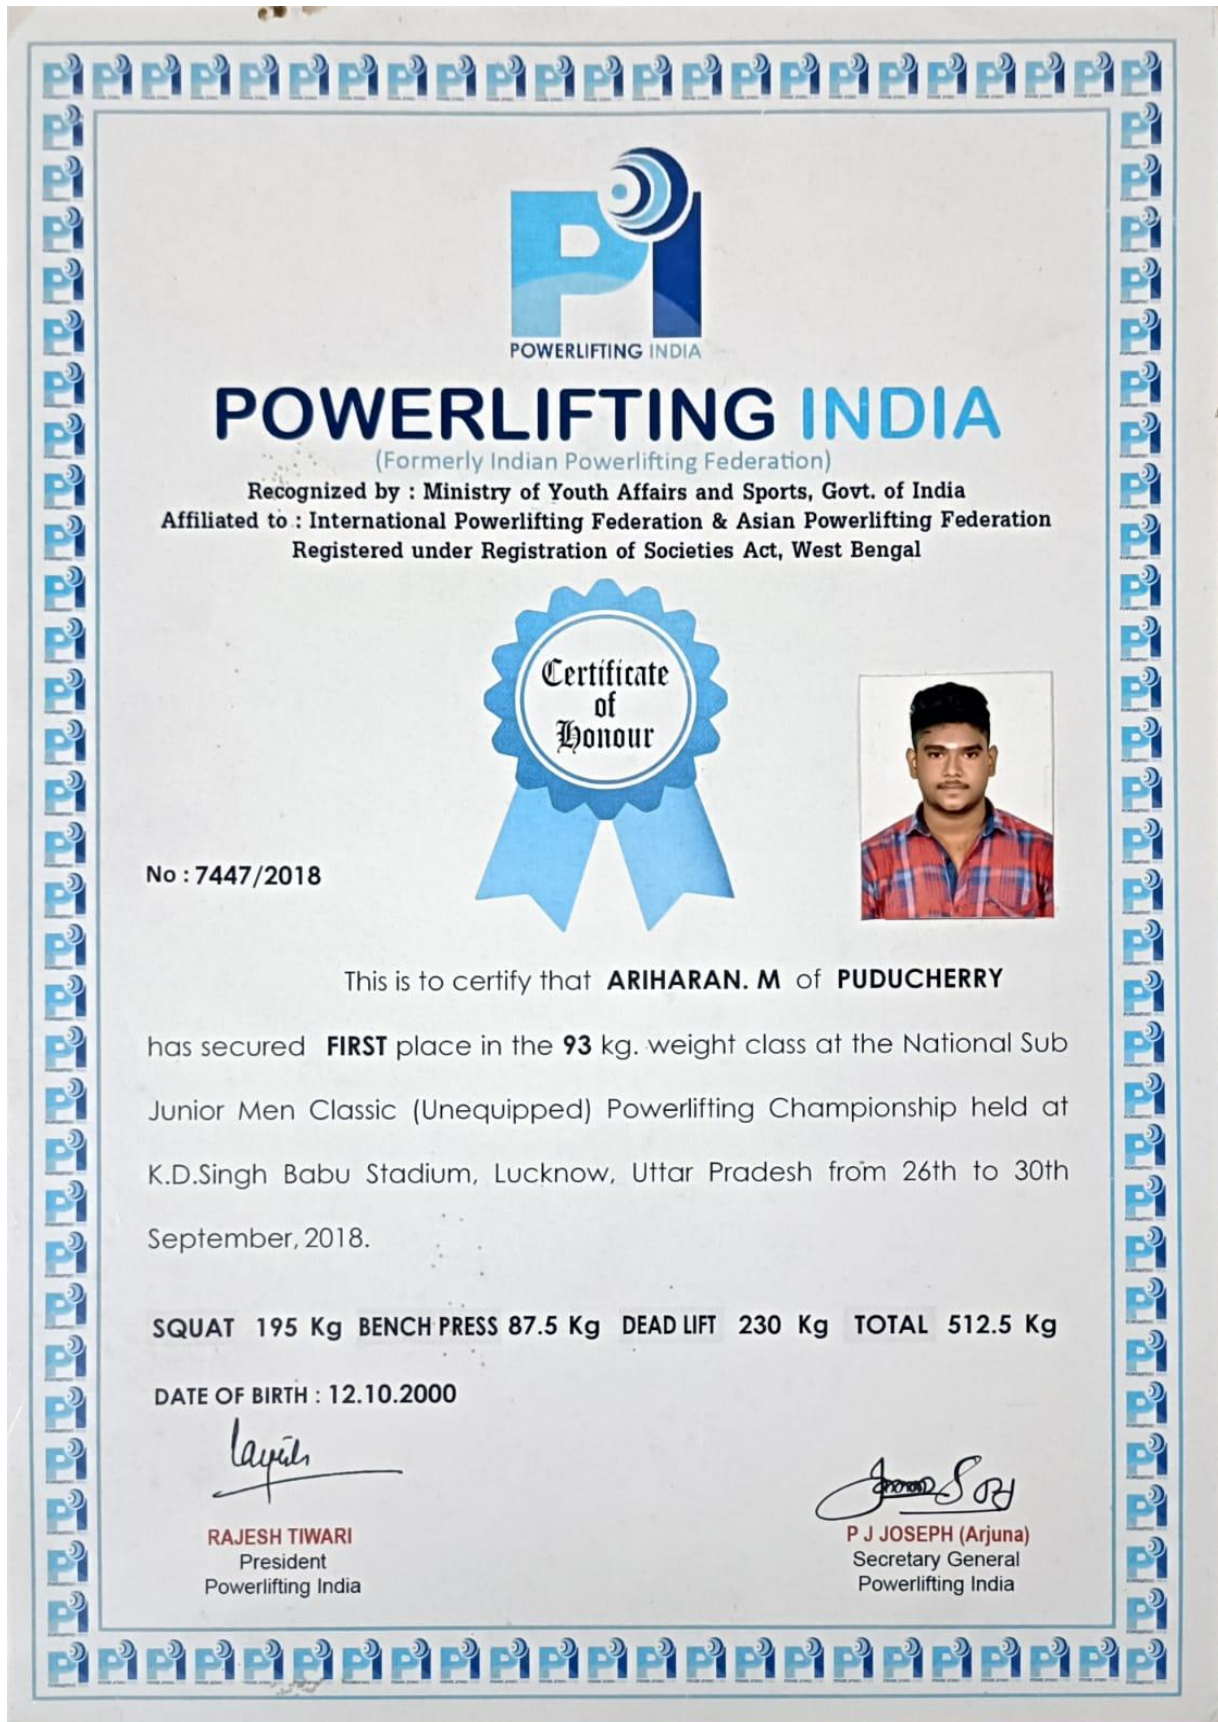 POWERLIFTING INDIA
POWERLIFTING INDIA
(Formerly Indian Powerlifting Federation)
Recognized by : Ministry of Youth Affairs and Sports, Govt. of India
Affiliated to : International Powerlifting Federation & Asian Powerlifting Federation
Registered under Registration of Societies Act, West Bengal
Certificate
of
Honour
No : 7447/2018
This is to certify that ARIHARAN. M of PUDUCHERRY
has secured FIRST place in the 93 kg. weight class at the National Sub
Junior Men Classic (Unequipped) Powerlifting Championship held at
K.D.Singh Babu Stadium, Lucknow, Uttar Pradesh from 26th to 30th
September, 2018.
SQUAT 195 Kg BENCH PRESS 87.5 Kg DEAD LIFT 230 Kg TOTAL 512.5 Kg
DATE OF BIRTH : 12.10.2000
RAJESH TIWARI
President
Powerlifting India
P J JOSEPH (Arjuna)
Secretary General
Powerlifting India